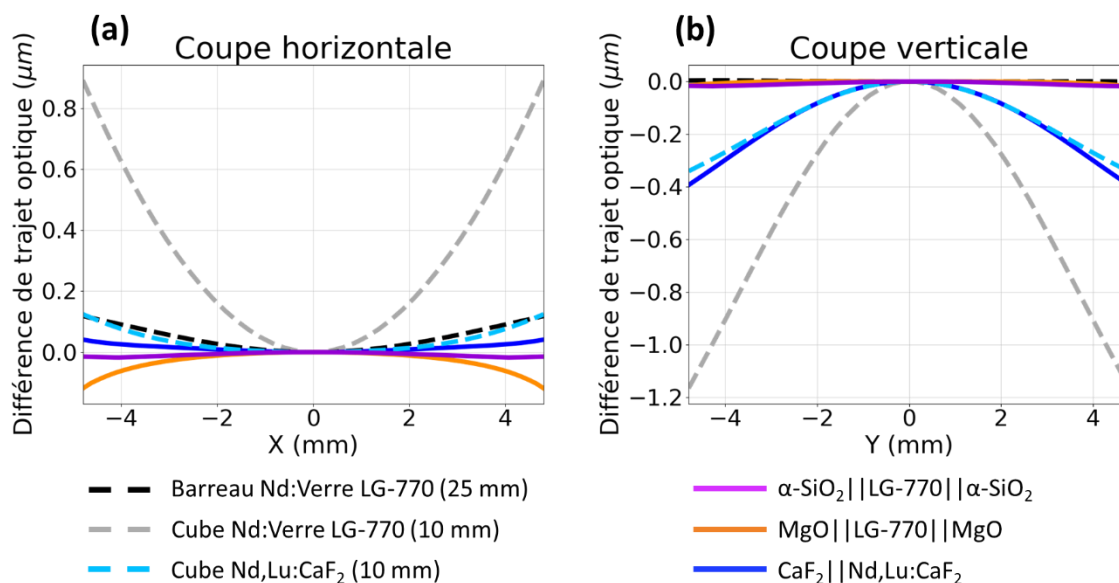 (a)
Coupe horizontale
Différence de trajet optique (μm)
0.8
0.6
0.4
0.2
0.0
−4 −2 0 2 4
X (mm)
(b)
Coupe verticale
Différence de trajet optique (μm)
0.0
−0.2
−0.4
−0.6
−0.8
−1.0
−1.2
−4 −2 0 2 4
Y (mm)
Barreau Nd:Verre LG-770 (25 mm)
Cube Nd:Verre LG-770 (10 mm)
Cube Nd,Lu:CaF₂ (10 mm)
α-SiO₂||LG-770||α-SiO₂
MgO||LG-770||MgO
CaF₂||Nd,Lu:CaF₂